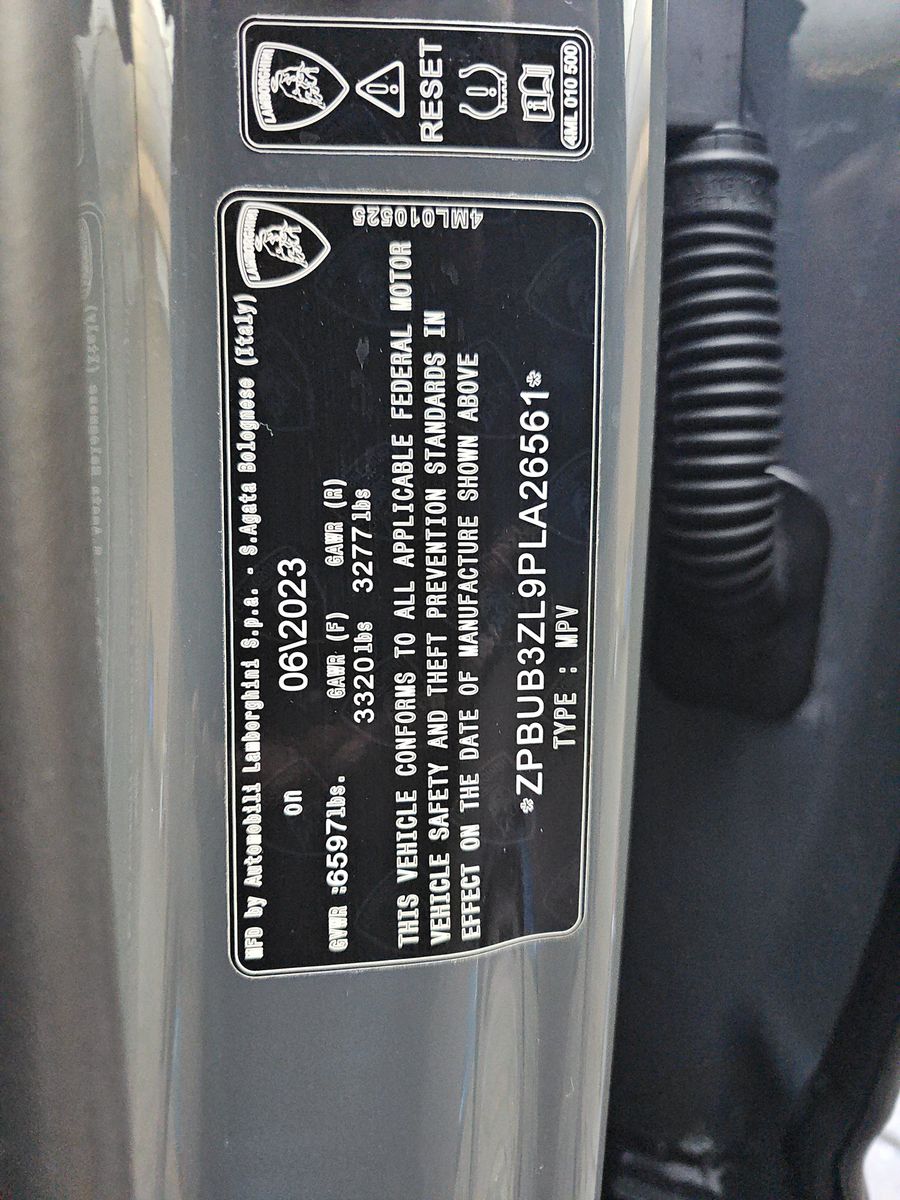 LAMBORGHINI
RESET
4ML 010 500
LAMBORGHINI
4ML010525
MFD by Automobili Lamborghini S.p.a. - S.Agata Bolognese (Italy)
on 06\2023
GVWR :6597lbs. GAWR (F) GAWR (R)
3320lbs 3277lbs
THIS VEHICLE CONFORMS TO ALL APPLICABLE FEDERAL MOTOR
VEHICLE SAFETY AND THEFT PREVENTION STANDARDS IN
EFFECT ON THE DATE OF MANUFACTURE SHOWN ABOVE
*ZPBUB3ZL9PLA26561*
TYPE : MPV